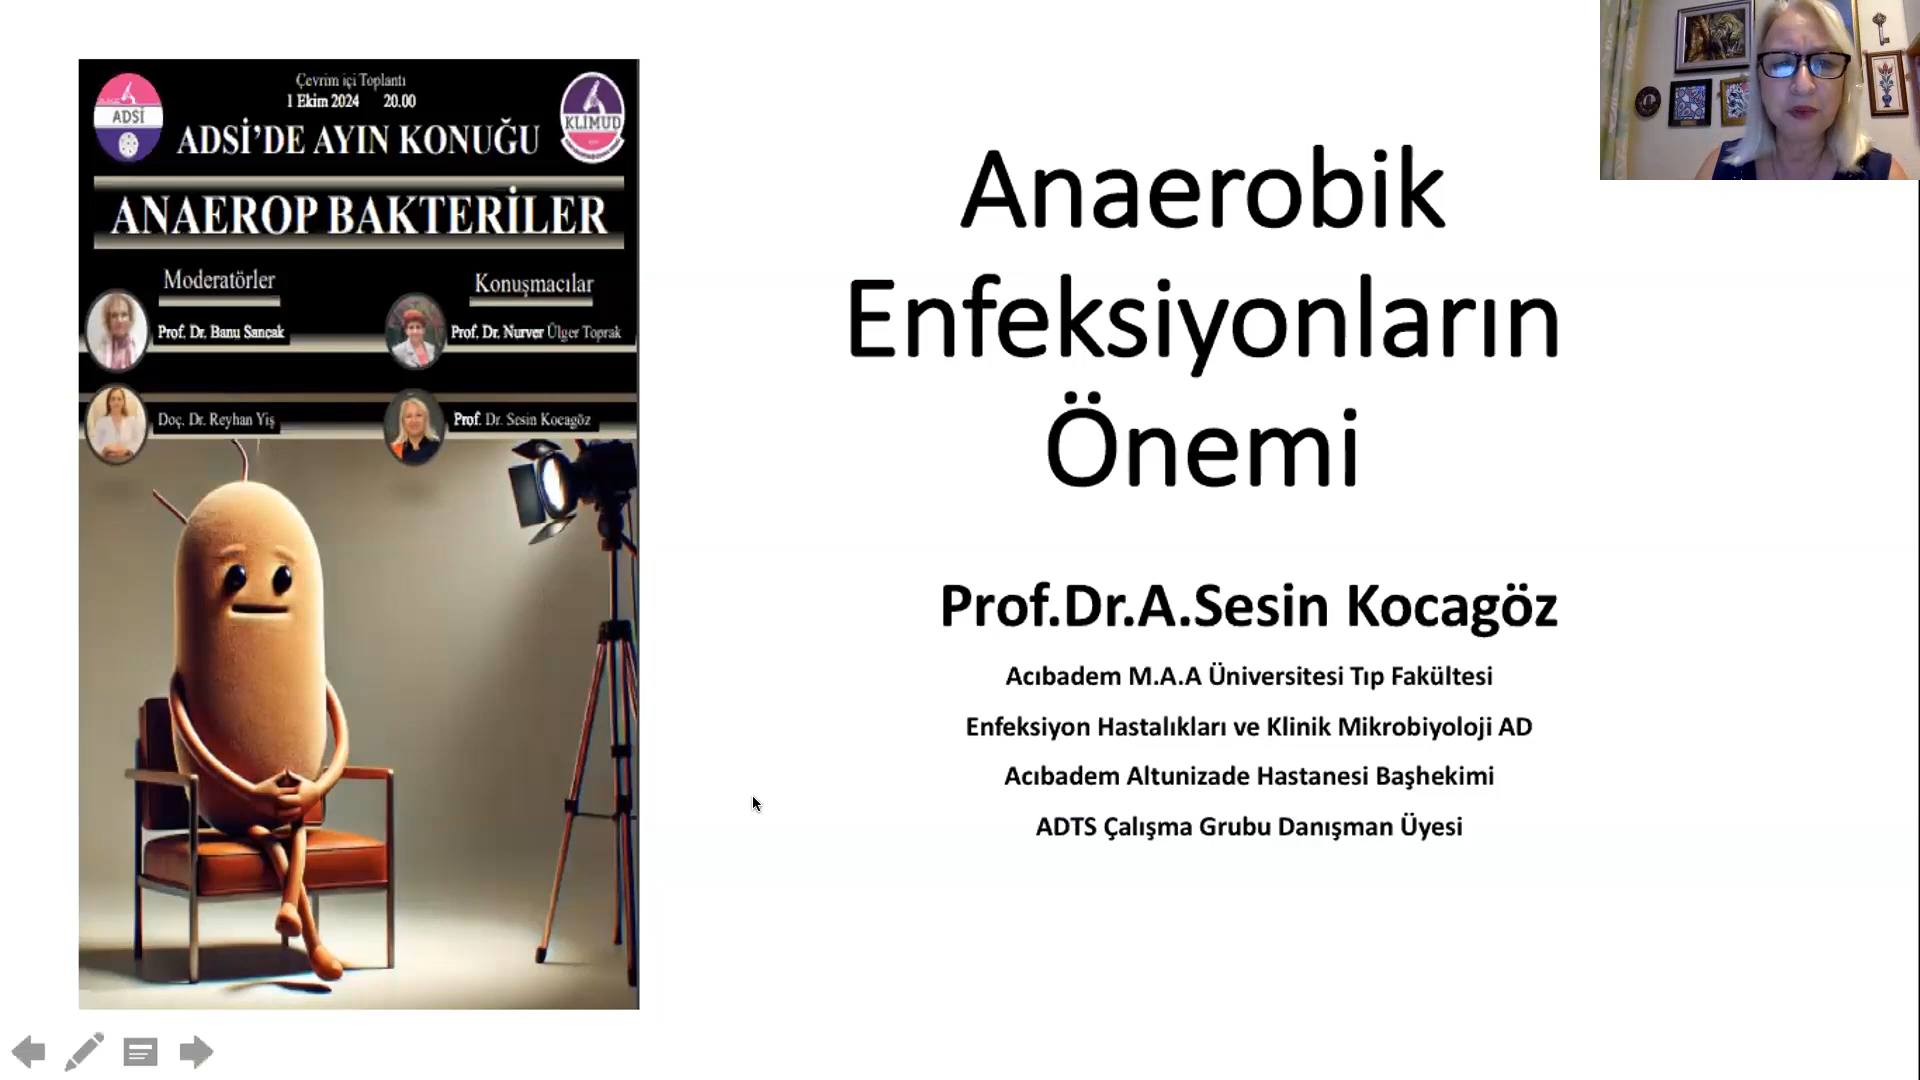 Çevrim içi Toplantı
1 Ekim 2024 20.00
ADSİ
KLIMUD
ADSİ'DE AYIN KONUĞU
ANAEROP BAKTERİLER
Moderatörler
Konuşmacılar
Prof. Dr. Banu Sancak
Prof. Dr. Nurver Ülger Toprak
Doç. Dr. Reyhan Yiş
Prof. Dr. Sesin Kocagöz
Anaerobik
Enfeksiyonların
Önemi
Prof.Dr.A.Sesin Kocagöz
Acıbadem M.A.A Üniversitesi Tıp Fakültesi
Enfeksiyon Hastalıkları ve Klinik Mikrobiyoloji AD
Acıbadem Altunizade Hastanesi Başhekimi
ADTS Çalışma Grubu Danışman Üyesi